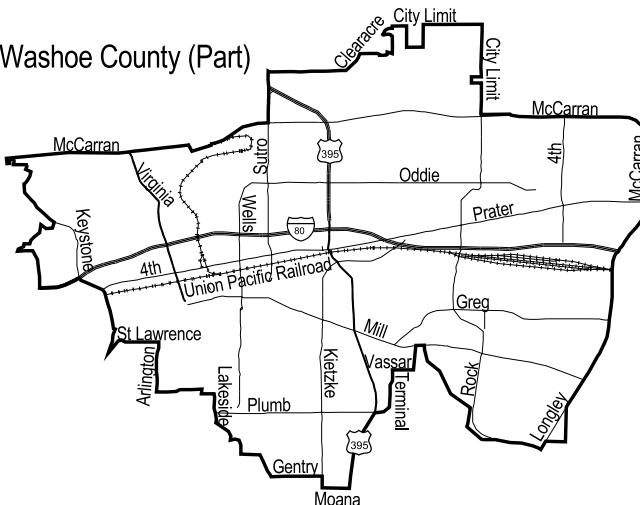 City Limit
Clearacre
Washoe County (Part)
City Limit
McCarran
McCarran
395
4th
Sutro
McCarran
Virginia
Oddie
Keystone
Wells
Prater
80
4th
Union Pacific Railroad
Greg
St Lawrence
Mill
Arlington
Kietzke
Vassar
Lakeside
Terminal
Rock
Plumb
Longley
395
Gentry
Moana